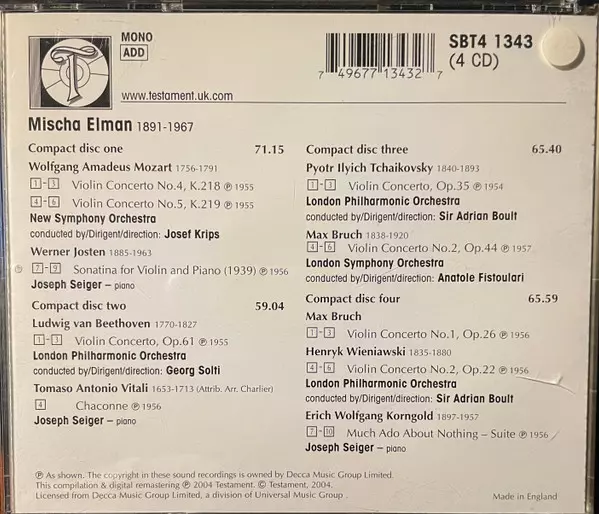 MONO
ADD
T
www.testament.uk.com
7 49677 13432 7
SBT4 1343
(4 CD)
Mischa Elman 1891-1967
Compact disc one 71.15
Wolfgang Amadeus Mozart 1756-1791
1-3 Violin Concerto No.4, K.218 ℗ 1955
4-6 Violin Concerto No.5, K.219 ℗ 1955
New Symphony Orchestra
conducted by/Dirigent/direction: Josef Krips
Werner Josten 1885-1963
7-9 Sonatina for Violin and Piano (1939) ℗ 1956
Joseph Seiger – piano
Compact disc two 59.04
Ludwig van Beethoven 1770-1827
1-3 Violin Concerto, Op.61 ℗ 1955
London Philharmonic Orchestra
conducted by/Dirigent/direction: Georg Solti
Tomaso Antonio Vitali 1653-1713 (Attrib. Arr. Charlier)
4 Chaconne ℗ 1956
Joseph Seiger – piano
Compact disc three 65.40
Pyotr Ilyich Tchaikovsky 1840-1893
1-3 Violin Concerto, Op.35 ℗ 1954
London Philharmonic Orchestra
conducted by/Dirigent/direction: Sir Adrian Boult
Max Bruch 1838-1920
4-6 Violin Concerto No.2, Op.44 ℗ 1957
London Symphony Orchestra
conducted by/Dirigent/direction: Anatole Fistoulari
Compact disc four 65.59
Max Bruch
1-3 Violin Concerto No.1, Op.26 ℗ 1956
Henryk Wieniawski 1835-1880
4-6 Violin Concerto No.2, Op.22 ℗ 1956
London Philharmonic Orchestra
conducted by/Dirigent/direction: Sir Adrian Boult
Erich Wolfgang Korngold 1897-1957
7-10 Much Ado About Nothing – Suite ℗ 1956
Joseph Seiger – piano
℗ As shown. The copyright in these sound recordings is owned by Decca Music Group Limited.
This compilation & digital remastering ℗ 2004 Testament. © Testament, 2004.
Licensed from Decca Music Group Limited, a division of Universal Music Group.
Made in England